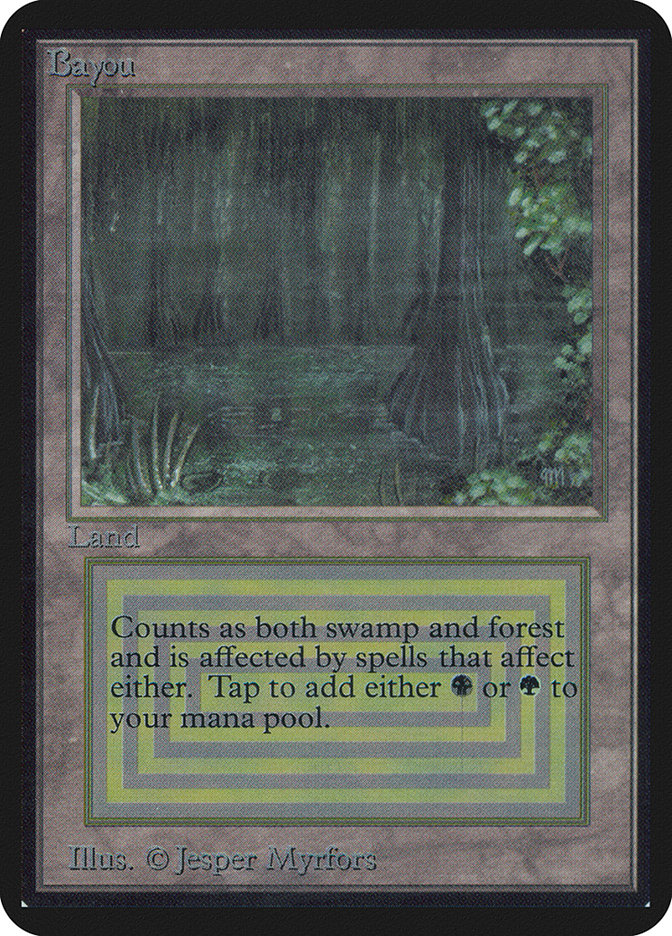 Bayou
Land
Counts as both swamp and forest
and is affected by spells that affect
either. Tap to add either or to
your mana pool.
Illus. © Jesper Myrfors